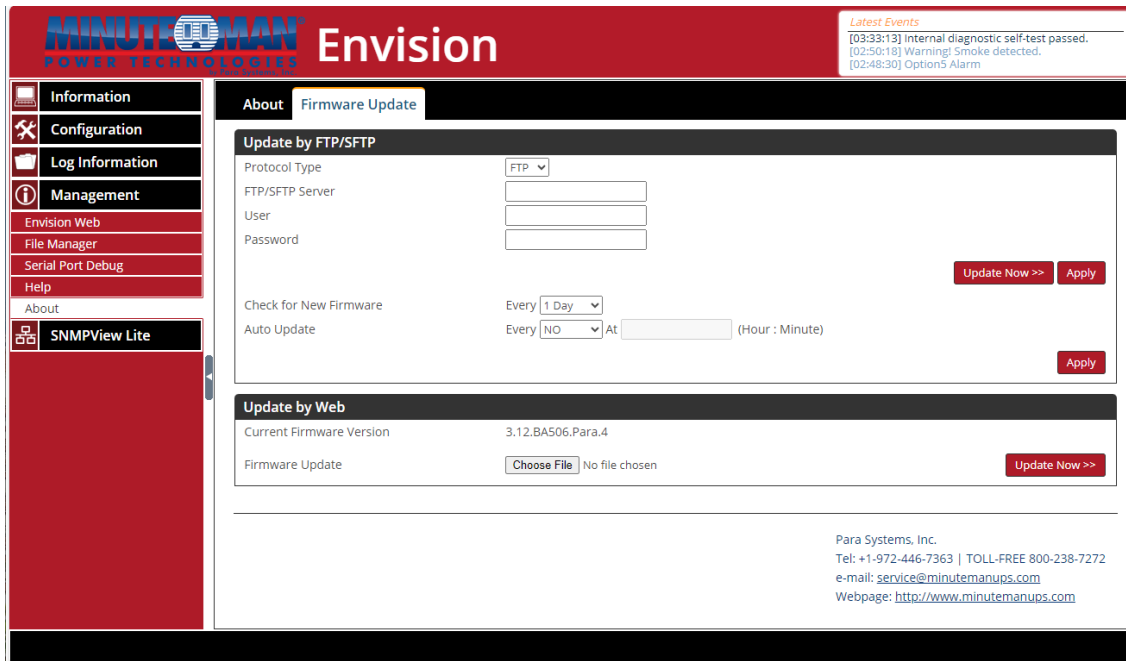 MINUTEMAN
POWER TECHNOLOGIES
by Para Systems, Inc.
Envision
Latest Events
[03:33:13] Internal diagnostic self-test passed.
[02:50:18] Warning! Smoke detected.
[02:48:30] Option5 Alarm
Information
Configuration
Log Information
Management
Envision Web
File Manager
Serial Port Debug
Help
About
SNMPView Lite
About Firmware Update
Update by FTP/SFTP
Protocol Type FTP
FTP/SFTP Server
User
Password
Update Now >> Apply
Check for New Firmware Every 1 Day
Auto Update Every NO At (Hour : Minute)
Apply
Update by Web
Current Firmware Version 3.12.BA506.Para.4
Firmware Update Choose File No file chosen Update Now >>
Para Systems, Inc.
Tel: +1-972-446-7363 | TOLL-FREE 800-238-7272
e-mail: service@minutemanups.com
Webpage: http://www.minutemanups.com